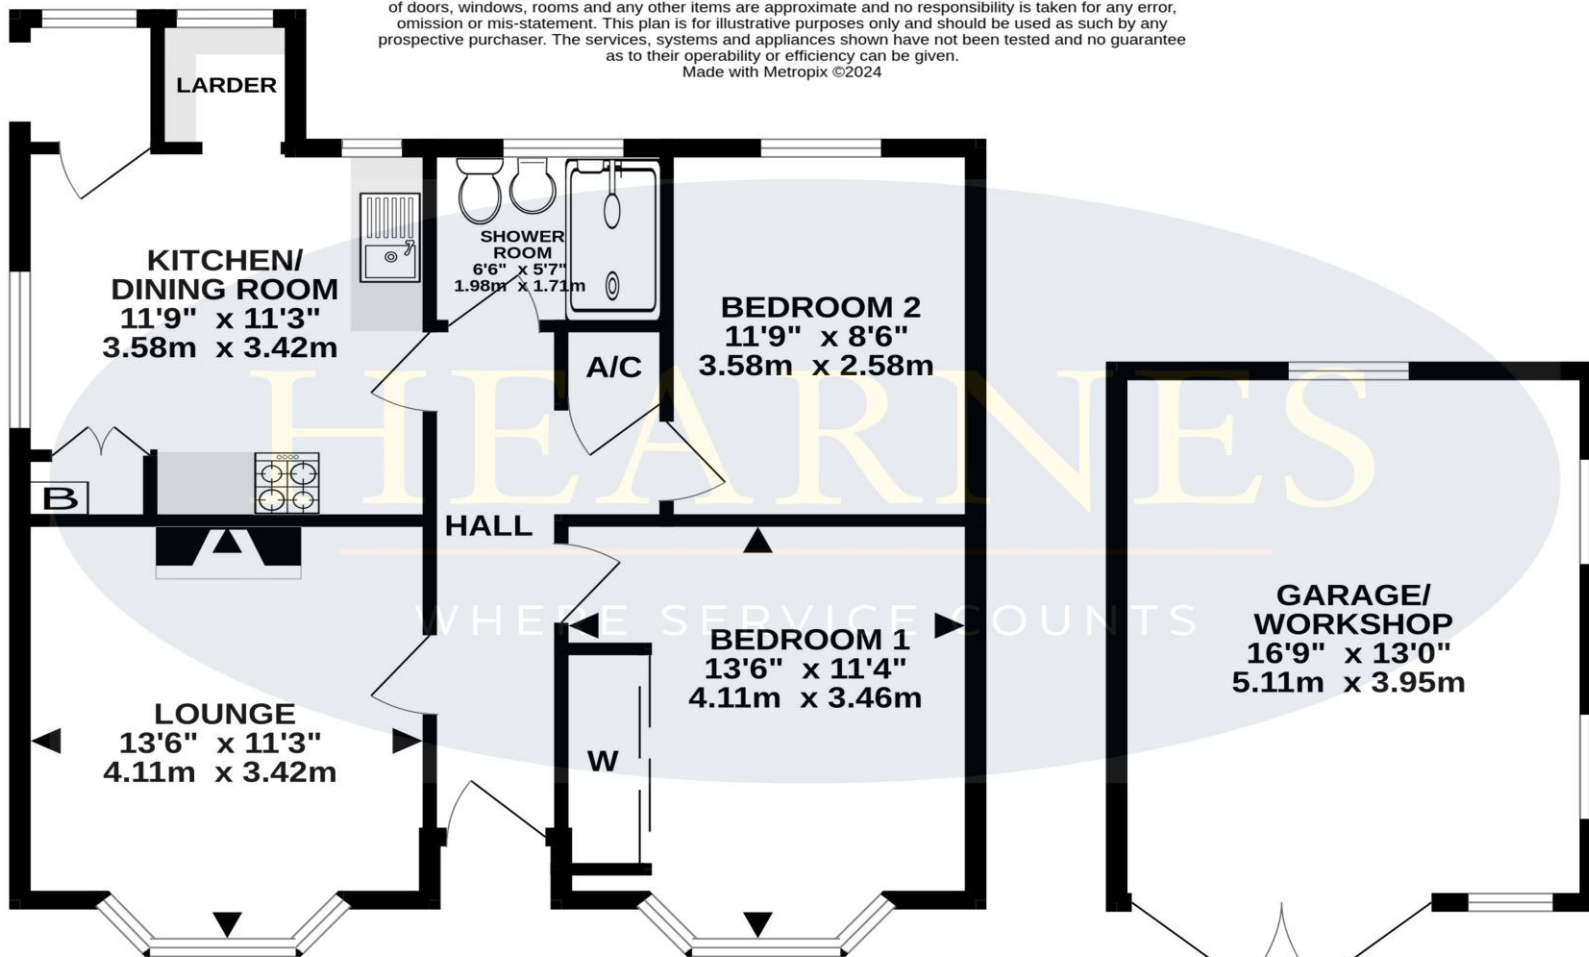 of doors, windows, rooms and any other items are approximate and no responsibility is taken for any error,
omission or mis-statement. This plan is for illustrative purposes only and should be used as such by any
prospective purchaser. The services, systems and appliances shown have not been tested and no guarantee
as to their operability or efficiency can be given.
Made with Metropix ©2024
LARDER
KITCHEN/
DINING ROOM
11'9" x 11'3"
3.58m x 3.42m
SHOWER
ROOM
6'6" x 5'7"
1.98m x 1.71m
BEDROOM 2
11'9" x 8'6"
3.58m x 2.58m
A/C
HEARNES
B
HALL
WHERE SERVICE COUNTS
BEDROOM 1
13'6" x 11'4"
4.11m x 3.46m
GARAGE/
WORKSHOP
16'9" x 13'0"
5.11m x 3.95m
LOUNGE
13'6" x 11'3"
4.11m x 3.42m
W